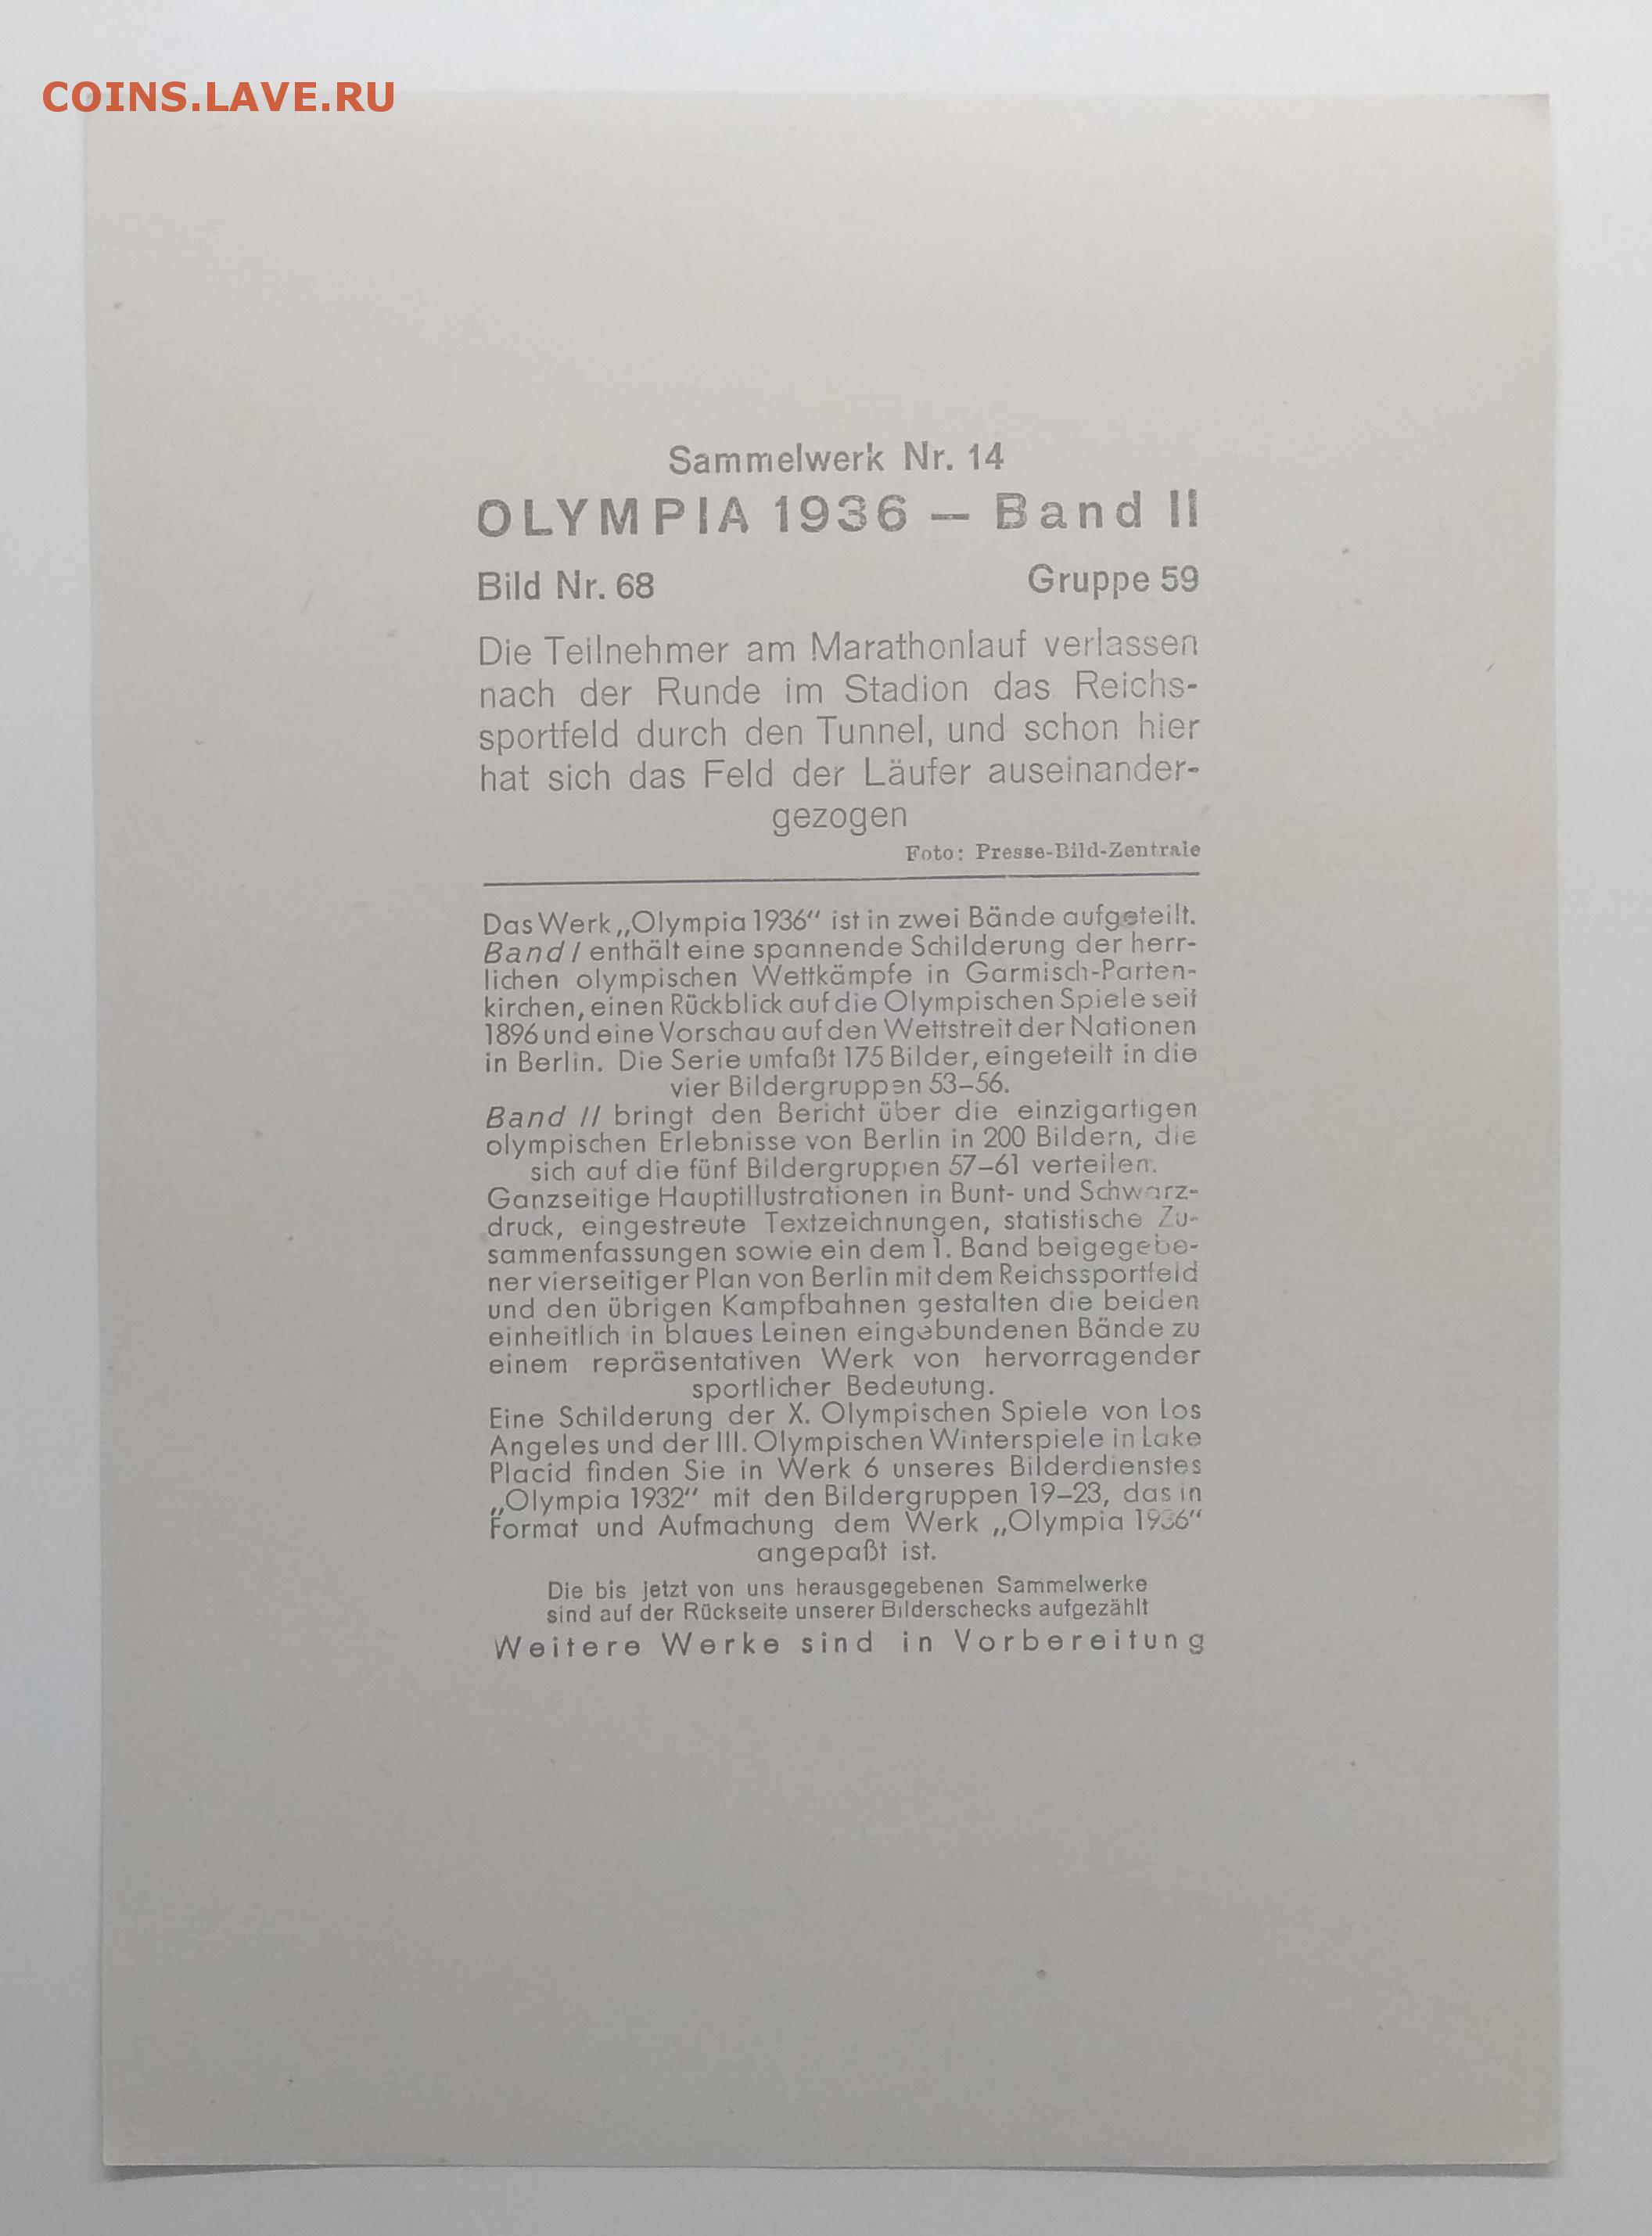 COINS.LAVE.RU
Sammelwerk Nr. 14
OLYMPIA 1936 — Band II
Bild Nr. 68 Gruppe 59
Die Teilnehmer am Marathonlauf verlassen
nach der Runde im Stadion das Reichs-
sportfeld durch den Tunnel, und schon hier
hat sich das Feld der Läufer auseinander-
gezogen
Foto: Presse-Bild-Zentrale
Das Werk „Olympia 1936“ ist in zwei Bände aufgeteilt.
Band I enthält eine spannende Schilderung der herr-
lichen olympischen Wettkämpfe in Garmisch-Parten-
kirchen, einen Rückblick auf die Olympischen Spiele seit
1896 und eine Vorschau auf den Wettstreit der Nationen
in Berlin. Die Serie umfaßt 175 Bilder, eingeteilt in die
vier Bildergruppen 53–56.
Band II bringt den Bericht über die einzigartigen
olympischen Erlebnisse von Berlin in 200 Bildern, die
sich auf die fünf Bildergruppen 57–61 verteilen.
Ganzseitige Hauptillustrationen in Bunt- und Schwarz-
druck, eingestreute Textzeichnungen, statistische Zu-
sammenfassungen sowie ein dem 1. Band beigegebe-
ner vierseitiger Plan von Berlin mit dem Reichssportfeld
und den übrigen Kampfbahnen gestalten die beiden
einheitlich in blaues Leinen eingebundenen Bände zu
einem repräsentativen Werk von hervorragender
sportlicher Bedeutung.
Eine Schilderung der X. Olympischen Spiele von Los
Angeles und der III. Olympischen Winterspiele in Lake
Placid finden Sie in Werk 6 unseres Bilderdienstes
„Olympia 1932“ mit den Bildergruppen 19–23, das in
Format und Aufmachung dem Werk „Olympia 1936“
angepaßt ist.
Die bis jetzt von uns herausgegebenen Sammelwerke
sind auf der Rückseite unserer Bilderschecks aufgezählt
Weitere Werke sind in Vorbereitung